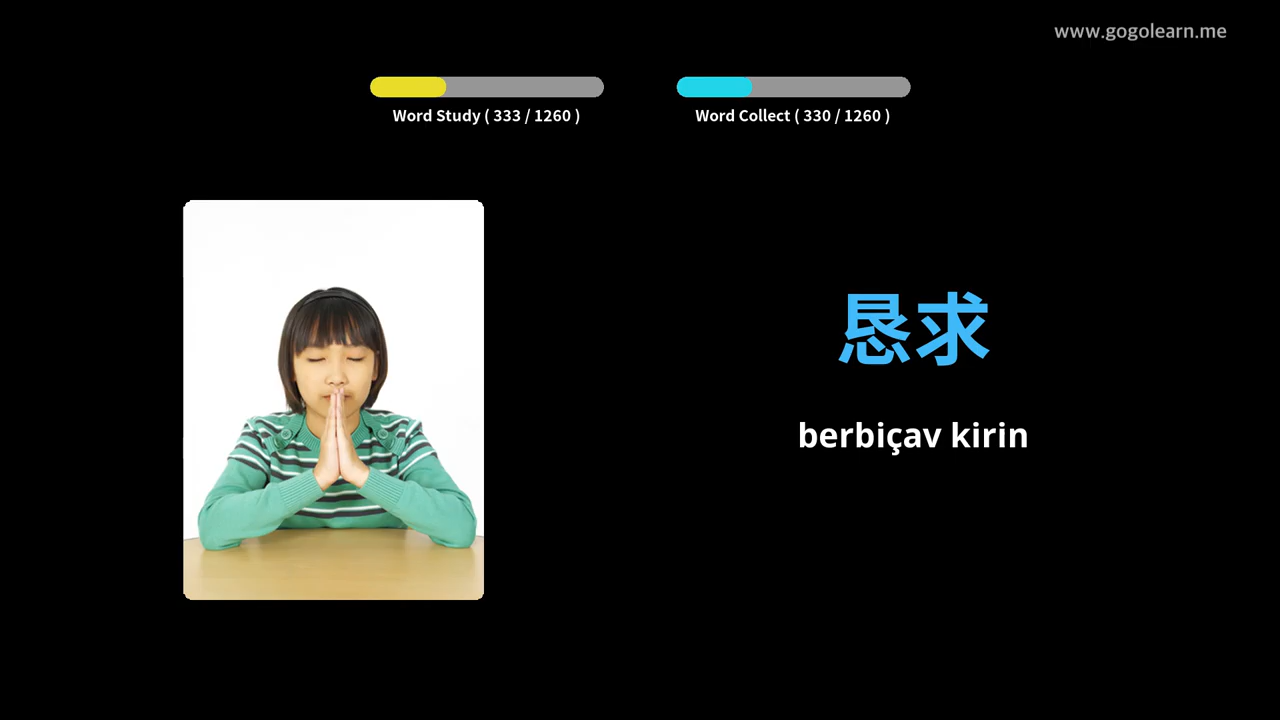 www.gogolearn.me
Word Study ( 333 / 1260 )
Word Collect ( 330 / 1260 )
恳求
berbiçav kirin